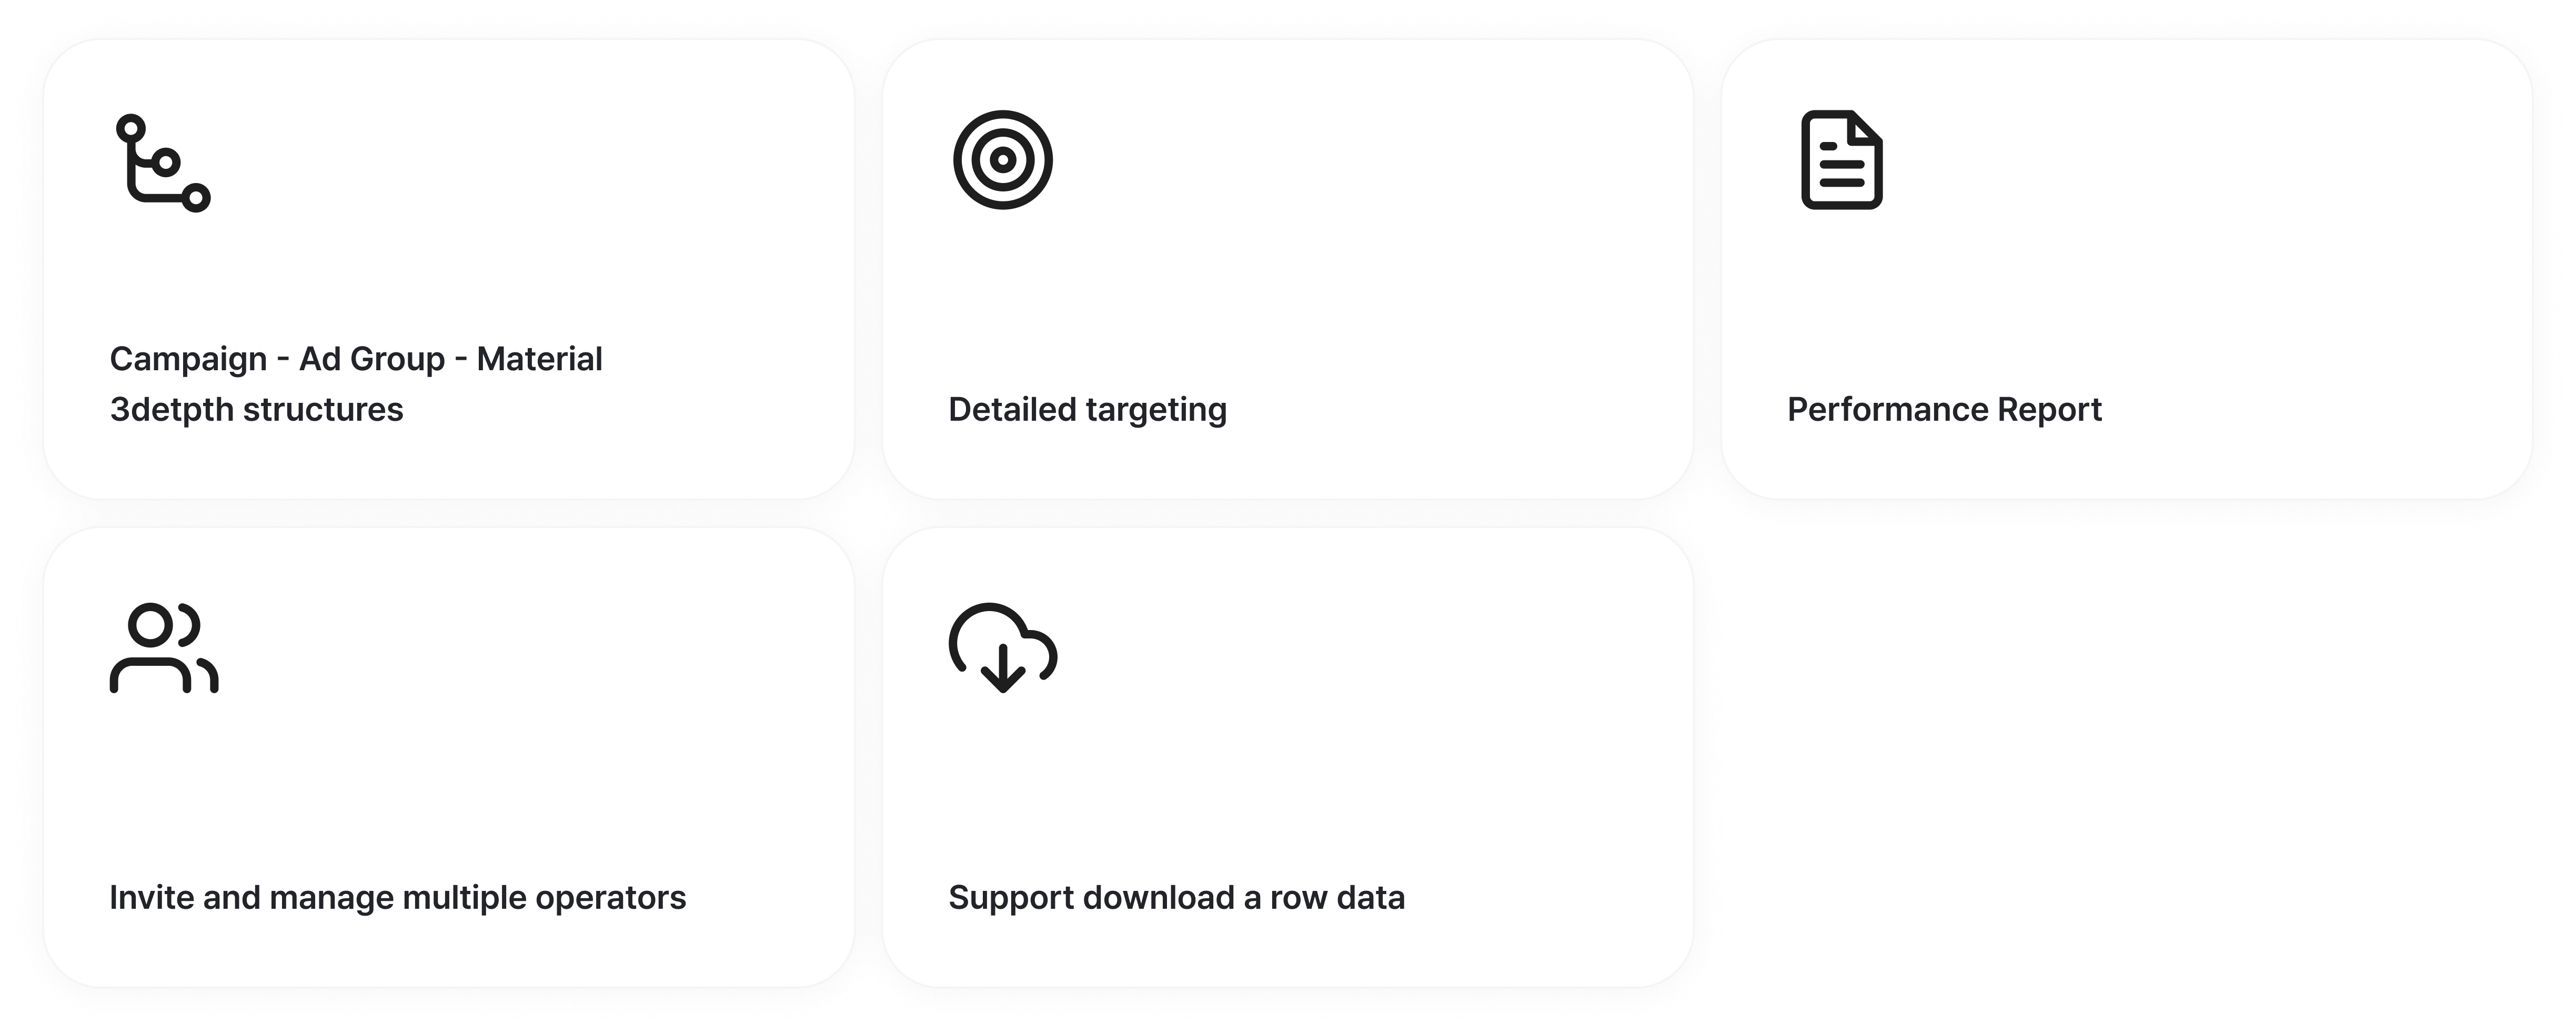 Campaign - Ad Group - Material
3detpth structures
Detailed targeting
Performance Report
Invite and manage multiple operators
Support download a row data